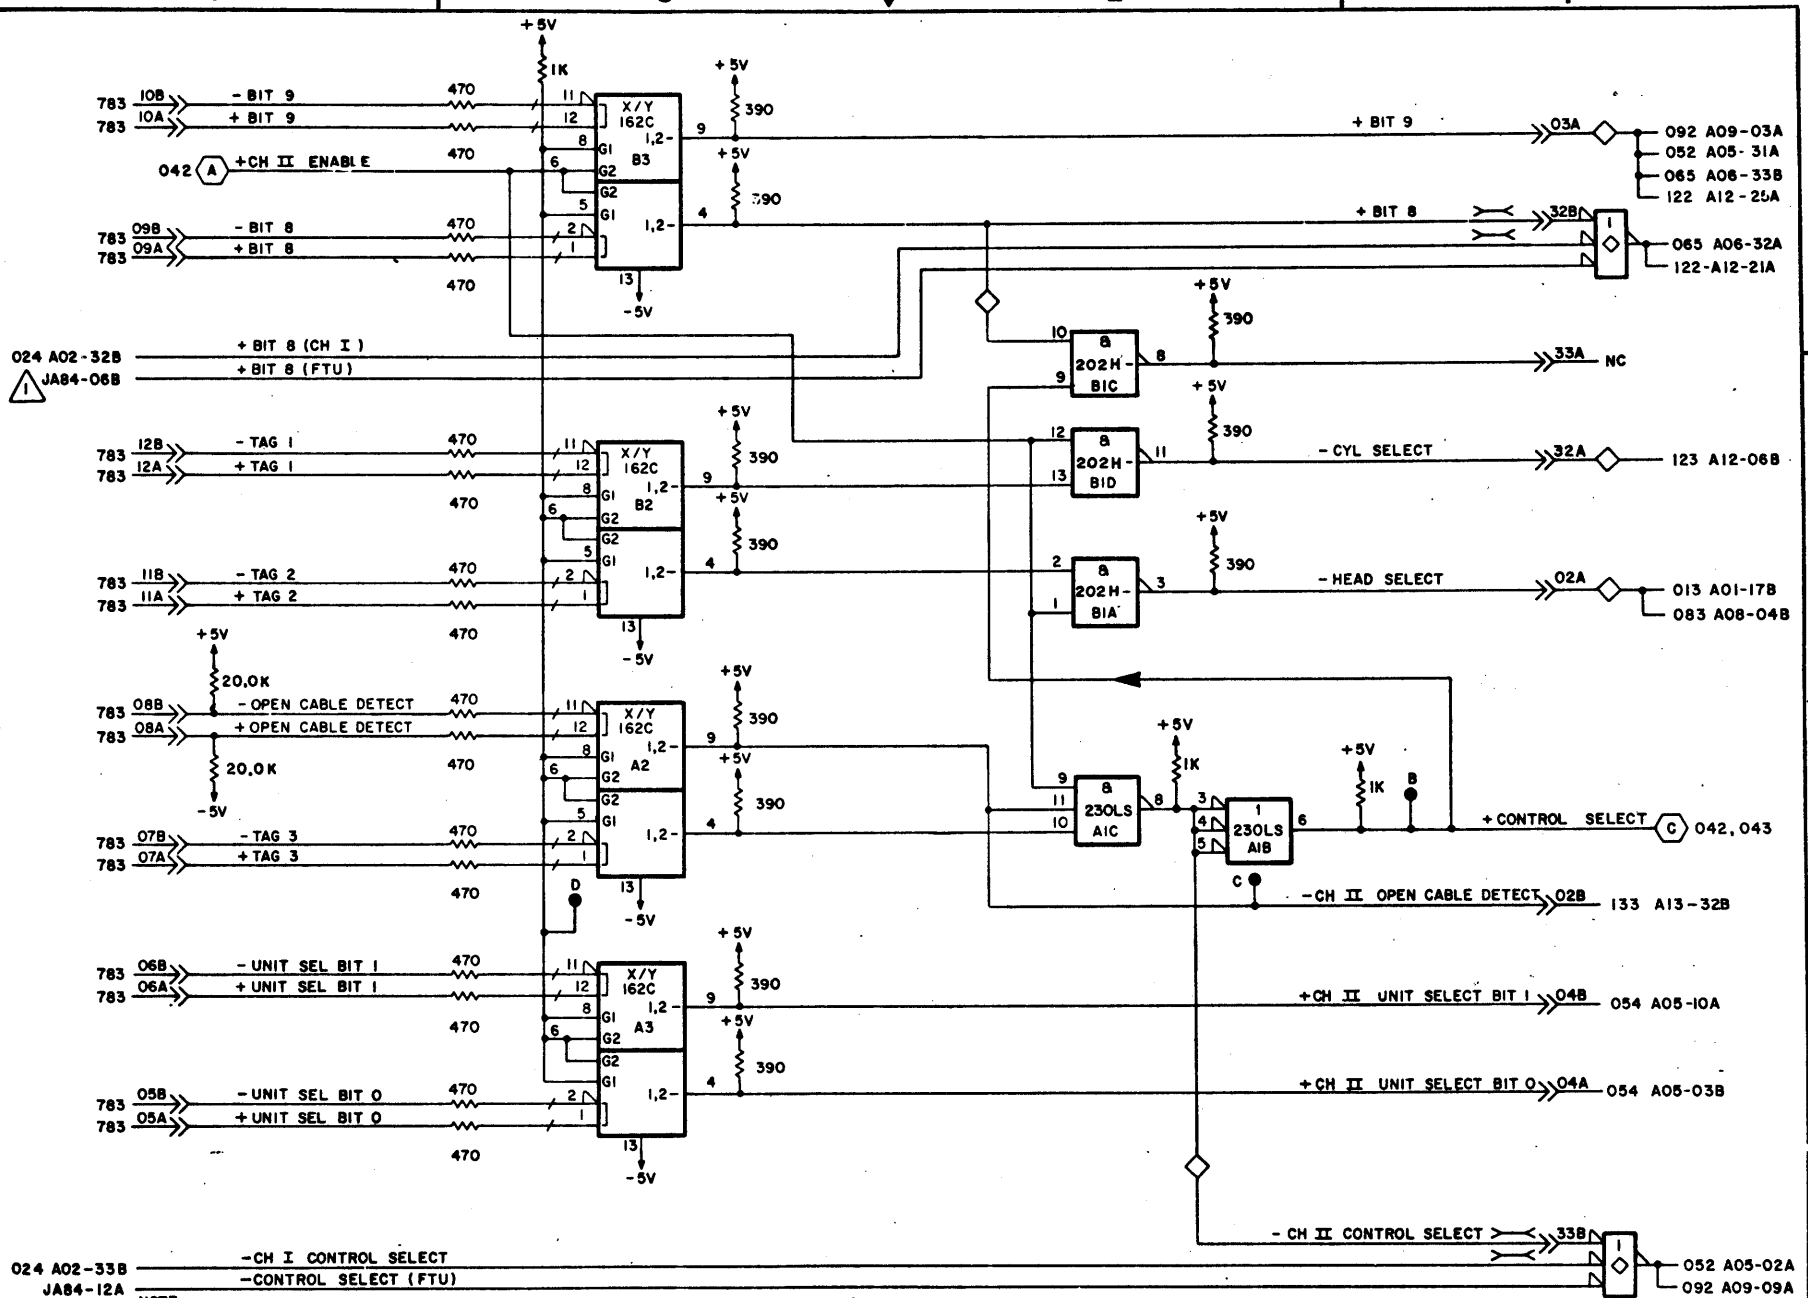 +5V
1K
783 10B - BIT 9 470 11
783 10A + BIT 9 470 12
X/Y
162C
1,2- 9
8 G1
B3
042 A +CH II ENABLE 6 G2
G2
5 G1
1,2- 4
783 09B - BIT 8 470 2
783 09A + BIT 8 470 1
13
-5V
+5V
390
+5V
390
+ BIT 9 03A
092 A09-03A
052 A05-31A
065 A06-33B
122 A12-25A
+ BIT 8 32B
1
065 A06-32A
122-A12-21A
024 A02-32B + BIT 8 (CH I)
1 JA84-06B + BIT 8 (FTU)
+5V
390
10 & 8
202H-
9 B1C
33A NC
+5V
390
12 & 11
202H-
13 B1D
-CYL SELECT 32A 123 A12-06B
783 12B - TAG 1 470 11
783 12A + TAG 1 470 12
X/Y
162C
1,2- 9
8 G1
B2
6 G2
G2
5 G1
1,2- 4
783 11B - TAG 2 470 2
783 11A + TAG 2 470 1
13
-5V
+5V
390
+5V
390
+5V
390
2 & 3
202H-
1 B1A
-HEAD SELECT 02A
013 A01-17B
083 A08-04B
+5V
20.0K
783 08B - OPEN CABLE DETECT 470 11
783 08A + OPEN CABLE DETECT 470 12
20.0K
-5V
X/Y
162C
1,2- 9
8 G1
A2
6 G2
G2
5 G1
1,2- 4
783 07B - TAG 3 470 2
783 07A + TAG 3 470 1
13
-5V
D
+5V
390
+5V
390
9 & 8
11 230LS
10 A1C
+5V
1K
3 1 6
4 230LS
5 A1B
+5V
1K
B
+CONTROL SELECT C 042, 043
C
-CH II OPEN CABLE DETECT 02B 133 A13-32B
783 06B - UNIT SEL BIT 1 470 11
783 06A + UNIT SEL BIT 1 470 12
X/Y
162C
1,2- 9
8 G1
A3
6 G2
G2
G1
1,2- 4
783 05B - UNIT SEL BIT 0 470 2
783 05A + UNIT SEL BIT 0 470 1
13
-5V
+5V
390
+5V
390
+CH II UNIT SELECT BIT 1 04B 054 A05-10A
+CH II UNIT SELECT BIT 0 04A 054 A05-03B
- CH II CONTROL SELECT 33B
1
052 A05-02A
092 A09-09A
024 A02-33B -CH I CONTROL SELECT
JA84-12A -CONTROL SELECT (FTU)